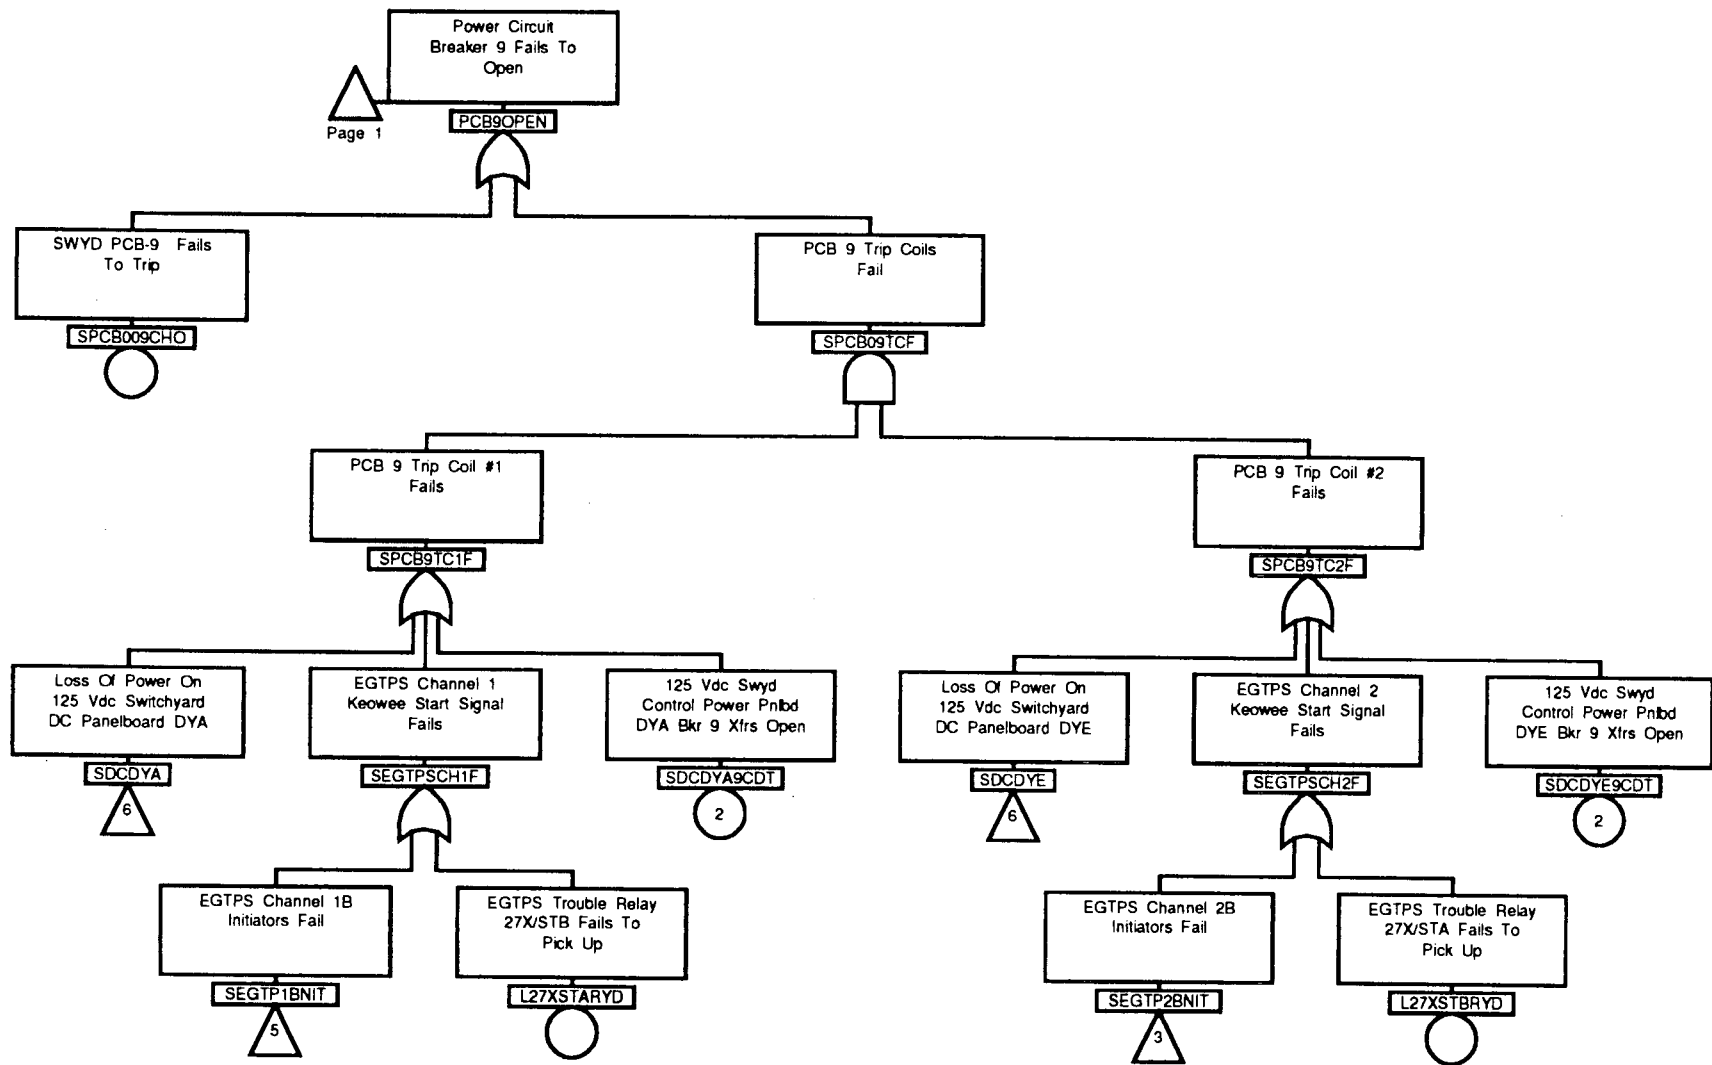 Power Circuit
Breaker 9 Fails To
Open
Page 1
PCB9OPEN
SWYD PCB-9 Fails
To Trip
SPCB009CHO
PCB 9 Trip Coils
Fail
SPCB09TCF
PCB 9 Trip Coil #1
Fails
SPCB9TC1F
PCB 9 Trip Coil #2
Fails
SPCB9TC2F
Loss Of Power On
125 Vdc Switchyard
DC Panelboard DYA
SDCDYA
6
EGTPS Channel 1
Keowee Start Signal
Fails
SEGTPSCH1F
125 Vdc Swyd
Control Power Pnlbd
DYA Bkr 9 Xfrs Open
SDCDYA9CDT
2
Loss Of Power On
125 Vdc Switchyard
DC Panelboard DYE
SDCDYE
6
EGTPS Channel 2
Keowee Start Signal
Fails
SEGTPSCH2F
125 Vdc Swyd
Control Power Pnlbd
DYE Bkr 9 Xfrs Open
SDCDYE9CDT
2
EGTPS Channel 1B
Initiators Fail
SEGTP1BNIT
5
EGTPS Trouble Relay
27X/STB Fails To
Pick Up
L27XSTARYD
EGTPS Channel 2B
Initiators Fail
SEGTP2BNIT
3
EGTPS Trouble Relay
27X/STA Fails To
Pick Up
L27XSTBRYD